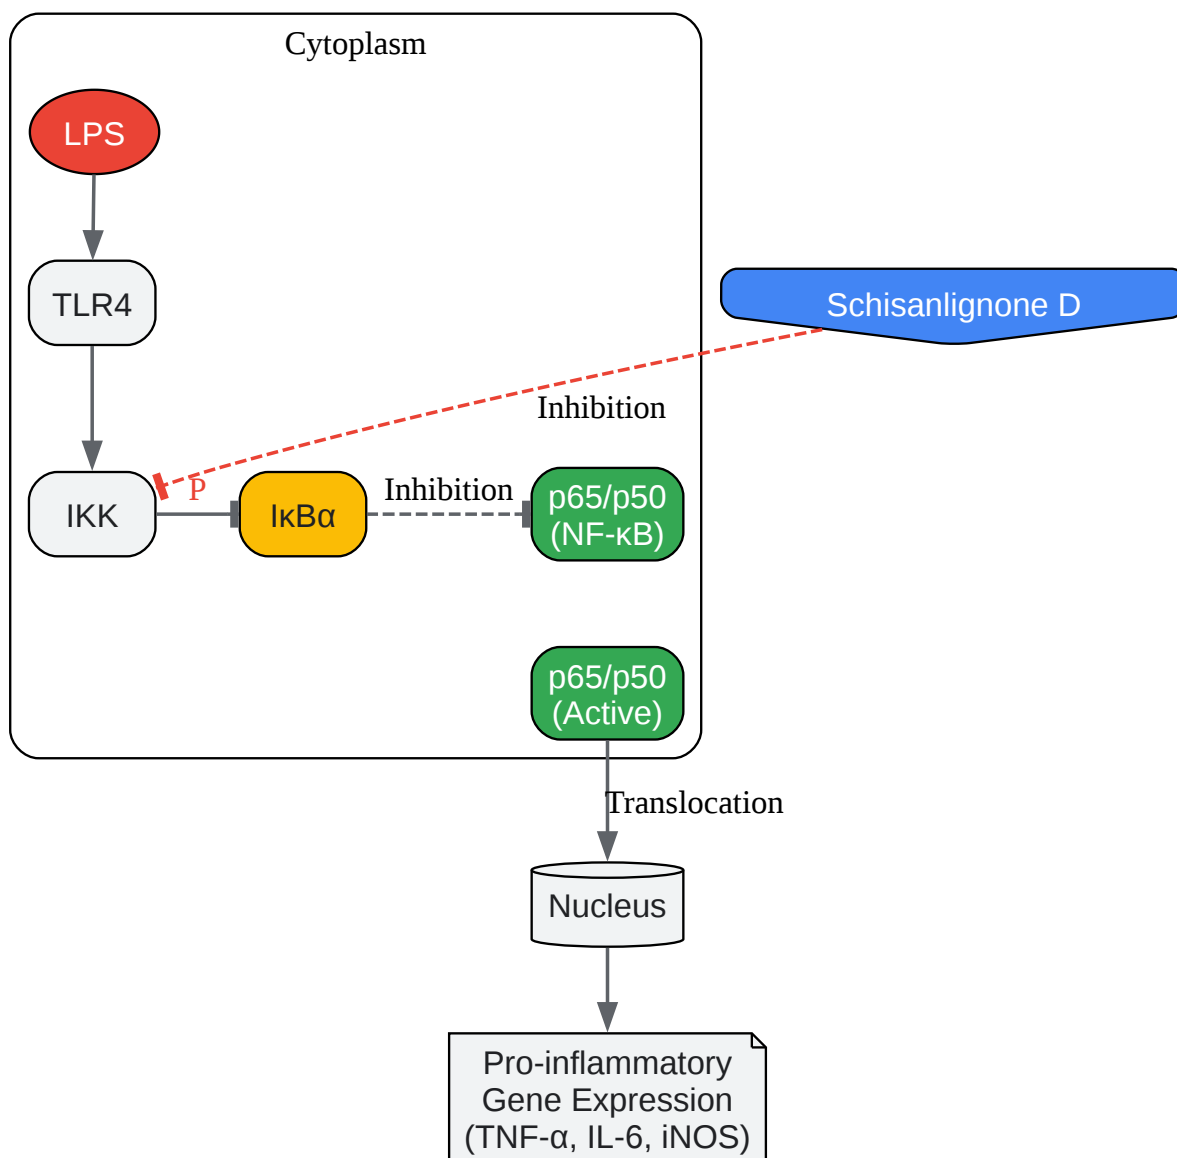 Cytoplasm
LPS
TLR4
Schisanlignone D
Inhibition
IKK
P
IκBα
Inhibition
p65/p50
(NF-κB)
p65/p50
(Active)
Translocation
Nucleus
Pro-inflammatory
Gene Expression
(TNF-α, IL-6, iNOS)